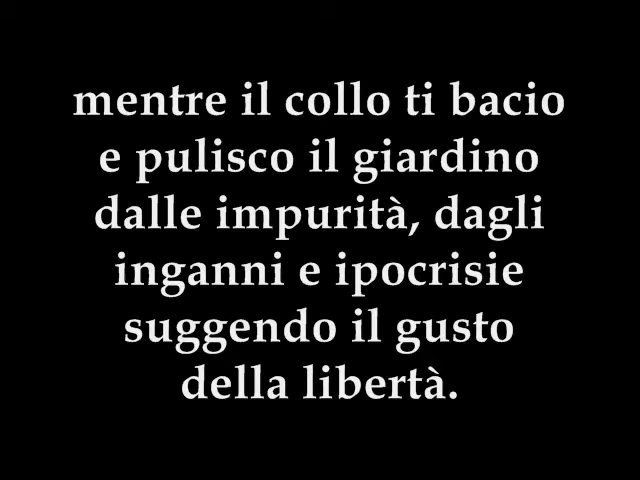 mentre il collo ti bacio
e pulisco il giardino
dalle impurità, dagli
inganni e ipocrisie
suggendo il gusto
della libertà.